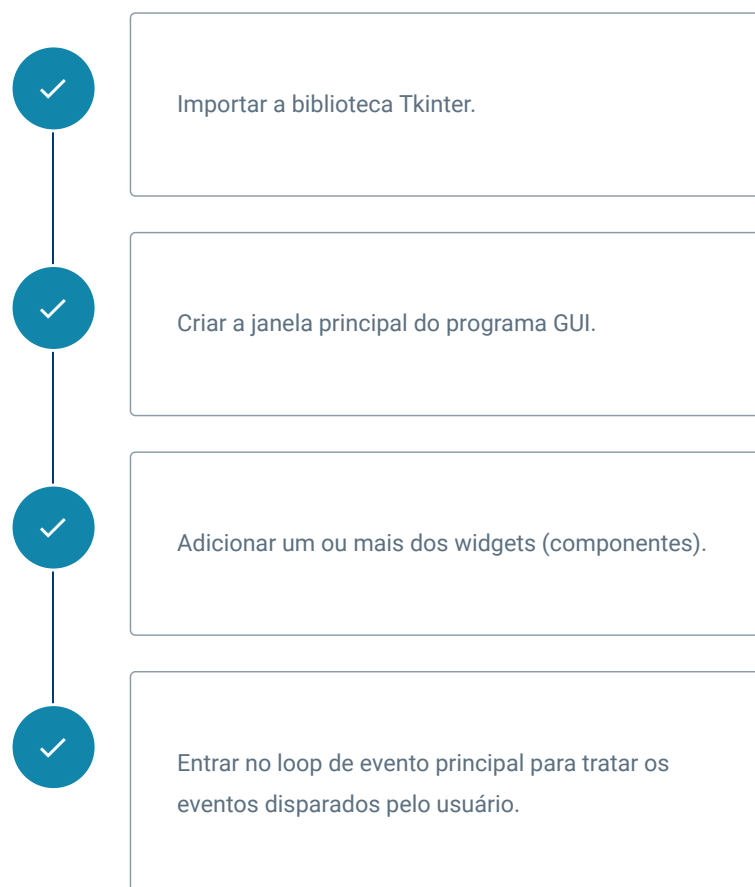 Importar a biblioteca Tkinter.
Criar a janela principal do programa GUI.
Adicionar um ou mais dos widgets (componentes).
Entrar no loop de evento principal para tratar os
eventos disparados pelo usuário.